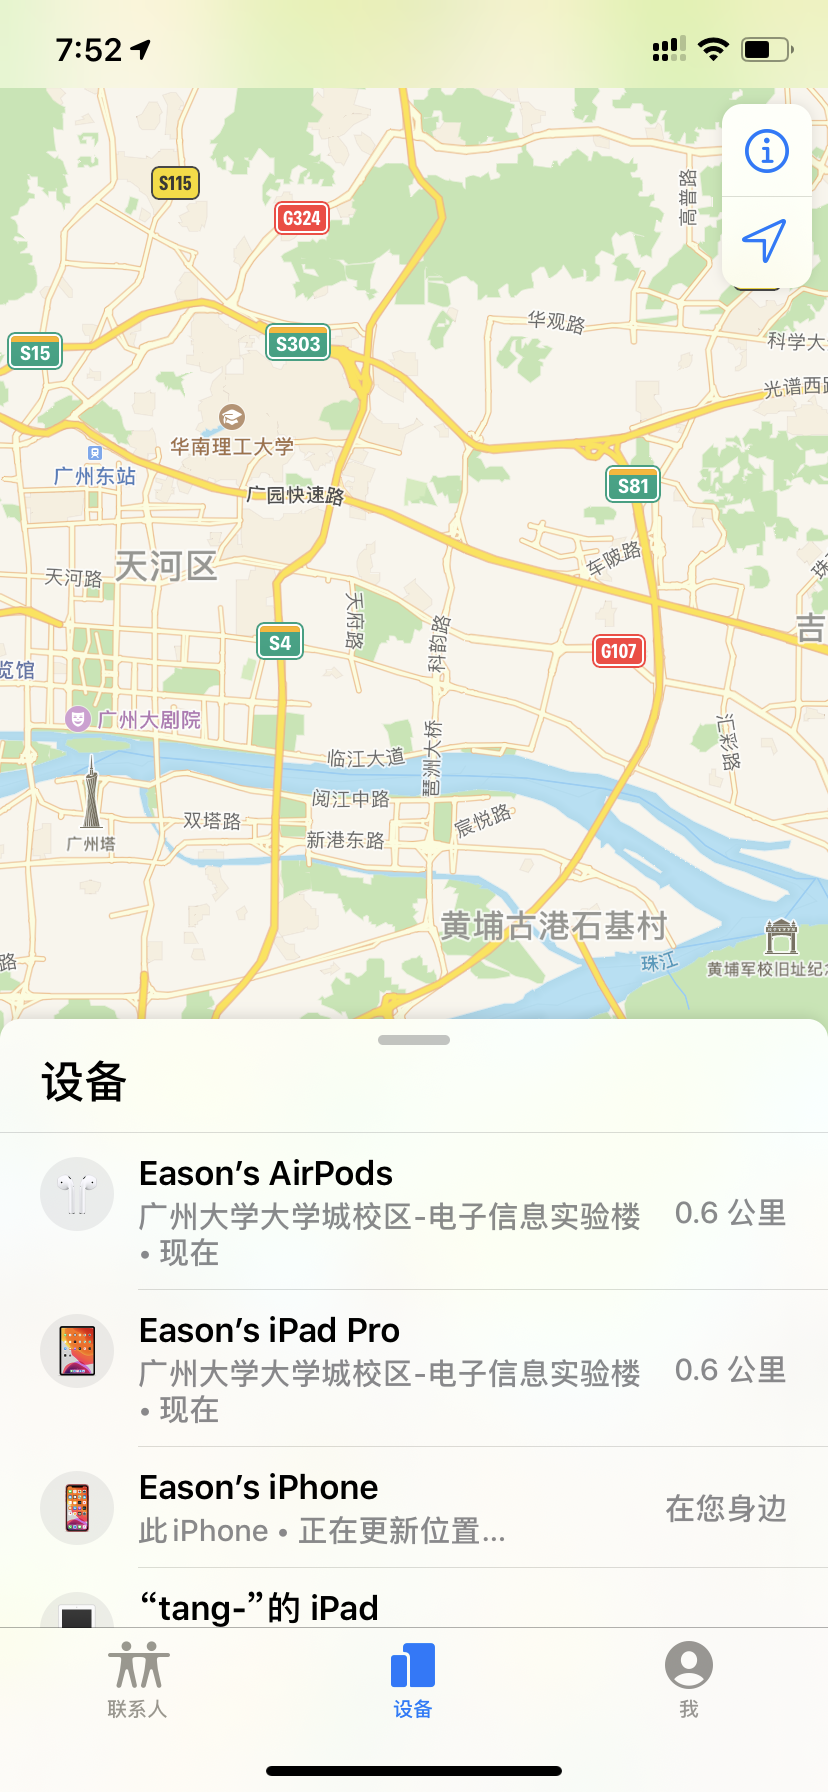 7:52
S115
G324
高普路
S15
S303
华观路
科学大
光谱西路
华南理工大学
广州东站
广园快速路
S81
天河路
天河区
车陂路
天府路
科韵路
S4
G107
吉
览馆
广州大剧院
汇彩路
临江大道
琶洲大桥
阅江中路
双塔路
宸悦路
新港东路
广州塔
黄埔古港石基村
路
珠江
黄埔军校旧址纪念
设备
Eason’s AirPods
广州大学大学城校区-电子信息实验楼
• 现在
0.6 公里
Eason’s iPad Pro
广州大学大学城校区-电子信息实验楼
• 现在
0.6 公里
Eason’s iPhone
此 iPhone • 正在更新位置...
在您身边
“tang-”的 iPad
联系人
设备
我